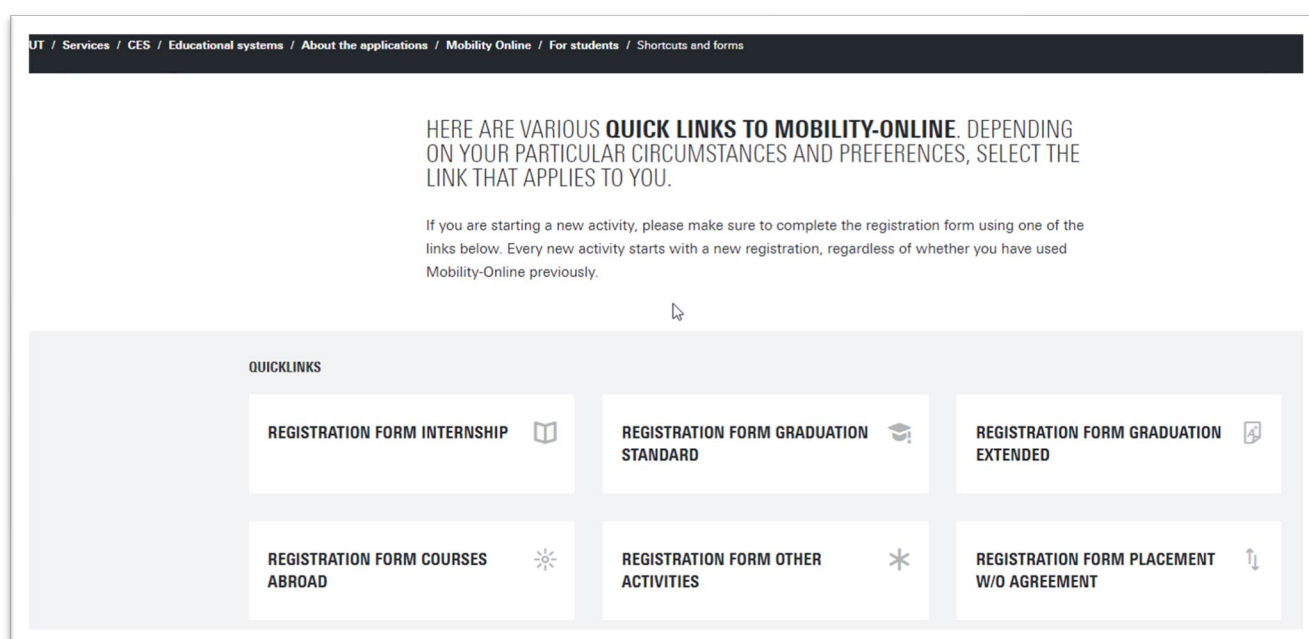 UT / Services / CES / Educational systems / About the applications / Mobility Online / For students / Shortcuts and forms
HERE ARE VARIOUS QUICK LINKS TO MOBILITY-ONLINE. DEPENDING
ON YOUR PARTICULAR CIRCUMSTANCES AND PREFERENCES, SELECT THE
LINK THAT APPLIES TO YOU.
If you are starting a new activity, please make sure to complete the registration form using one of the
links below. Every new activity starts with a new registration, regardless of whether you have used
Mobility-Online previously.
QUICKLINKS
REGISTRATION FORM INTERNSHIP
REGISTRATION FORM GRADUATION
STANDARD
REGISTRATION FORM GRADUATION
EXTENDED
REGISTRATION FORM COURSES
ABROAD
REGISTRATION FORM OTHER
ACTIVITIES
REGISTRATION FORM PLACEMENT
W/O AGREEMENT